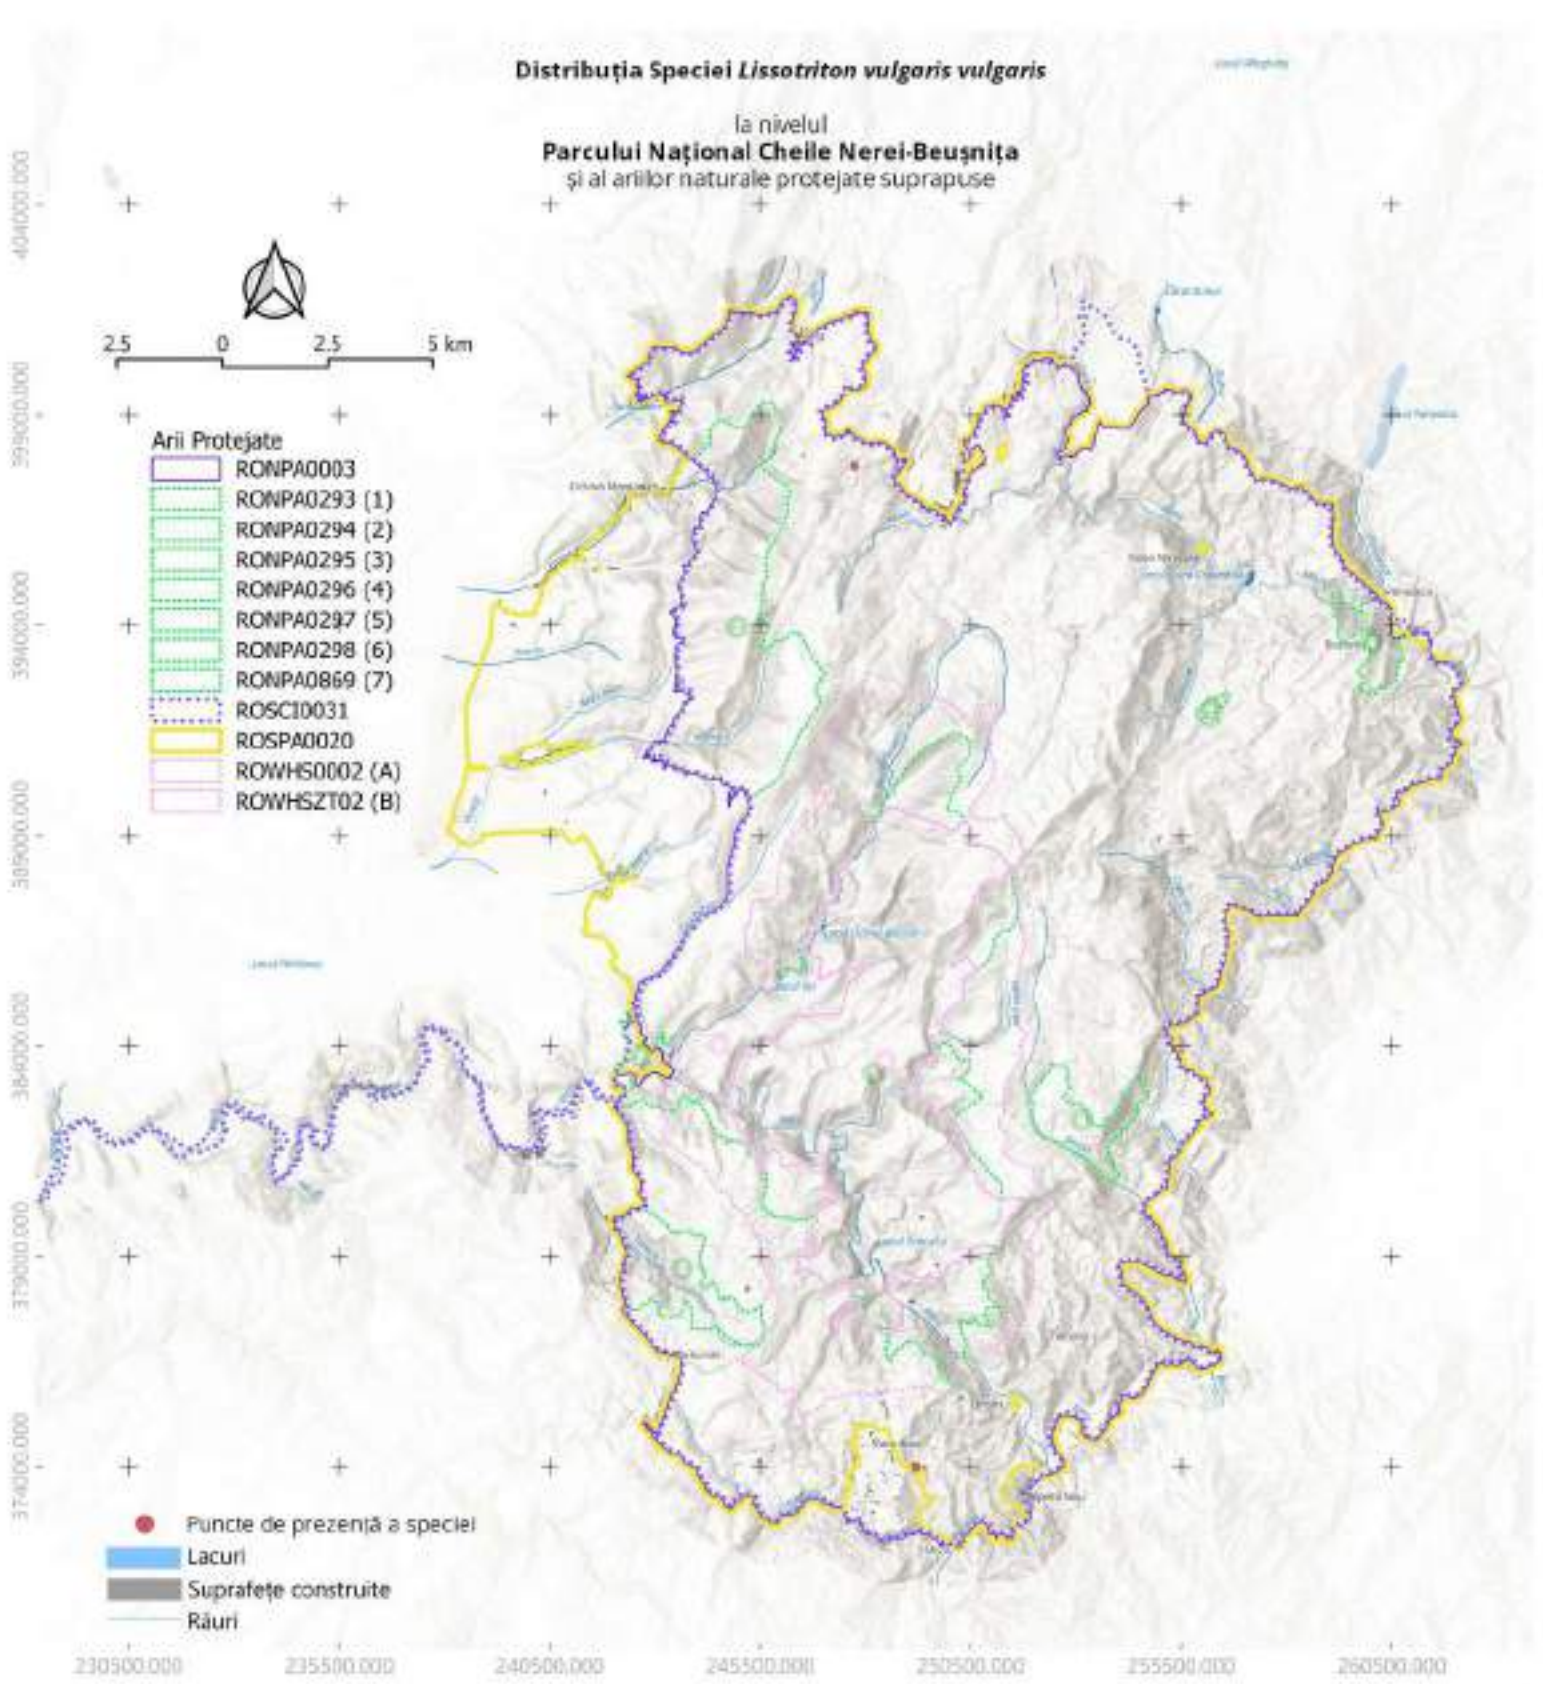 Distribuția Speciei Lissotriton vulgaris vulgaris
la nivelul
Parcului Național Cheile Nerei-Beușnița
și al ariilor naturale protejate suprapuse
404000.000
399000.000
394000.000
389000.000
384000.000
379000.000
374000.000
2.5 0 2.5 5 km
Arii Protejate
RONPA0003
RONPA0293 (1)
RONPA0294 (2)
RONPA0295 (3)
RONPA0296 (4)
RONPA0297 (5)
RONPA0298 (6)
RONPA0869 (7)
ROSCI0031
ROSPA0020
ROWHS0002 (A)
ROWHSZT02 (B)
Puncte de prezență a speciei
Lacuri
Suprafețe construite
Râuri
230500.000 235500.000 240500.000 245500.000 250500.000 255500.000 260500.000